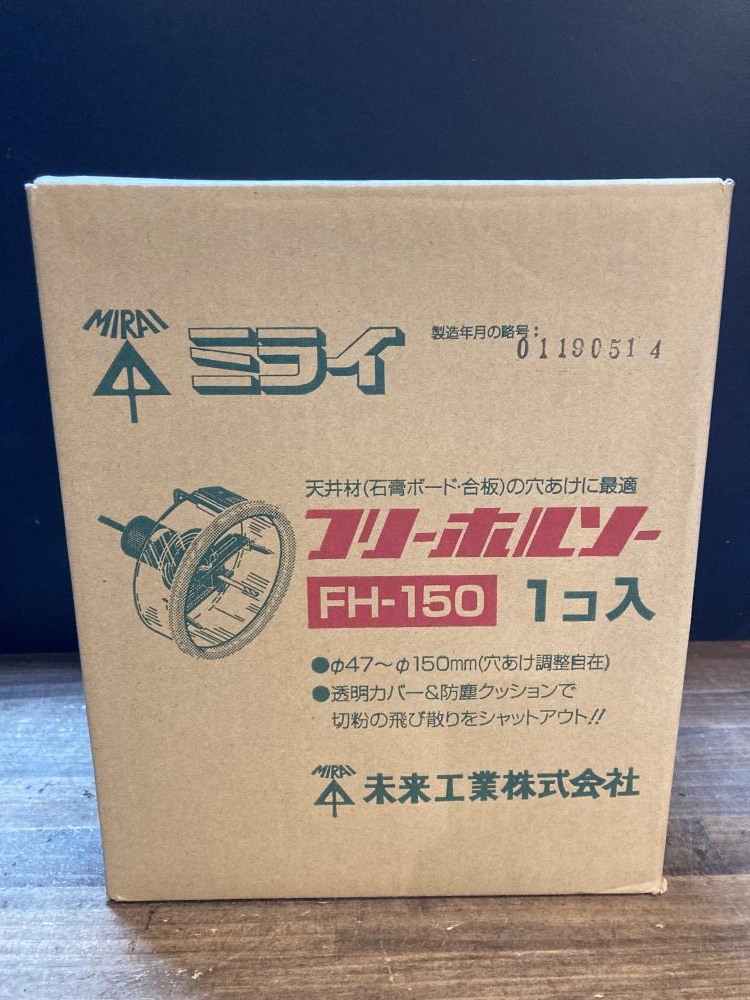 MIRAI
ミライ
製造年月の略号:
01190514
天井材(石膏ボード・合板)の穴あけに最適
フリーホルソー
FH-150 1コ入
●φ47〜φ150mm(穴あけ調整自在)
●透明カバー&防塵クッションで
切粉の飛び散りをシャットアウト!!
MIRAI
未来工業株式会社